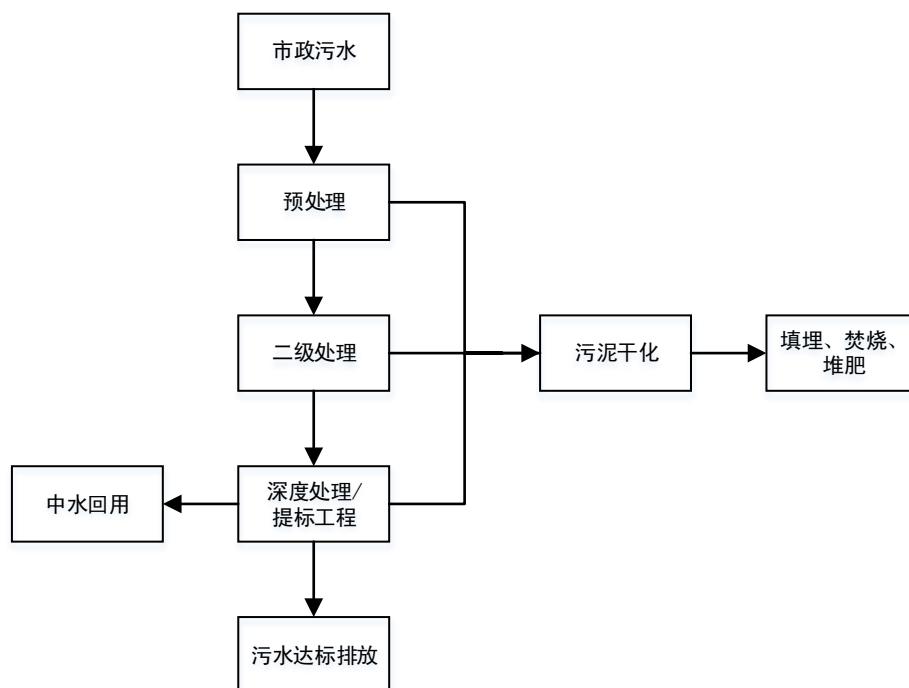 市政污水
预处理
二级处理
污泥干化
填埋、焚烧、
堆肥
中水回用
深度处理/
提标工程
污水达标排放